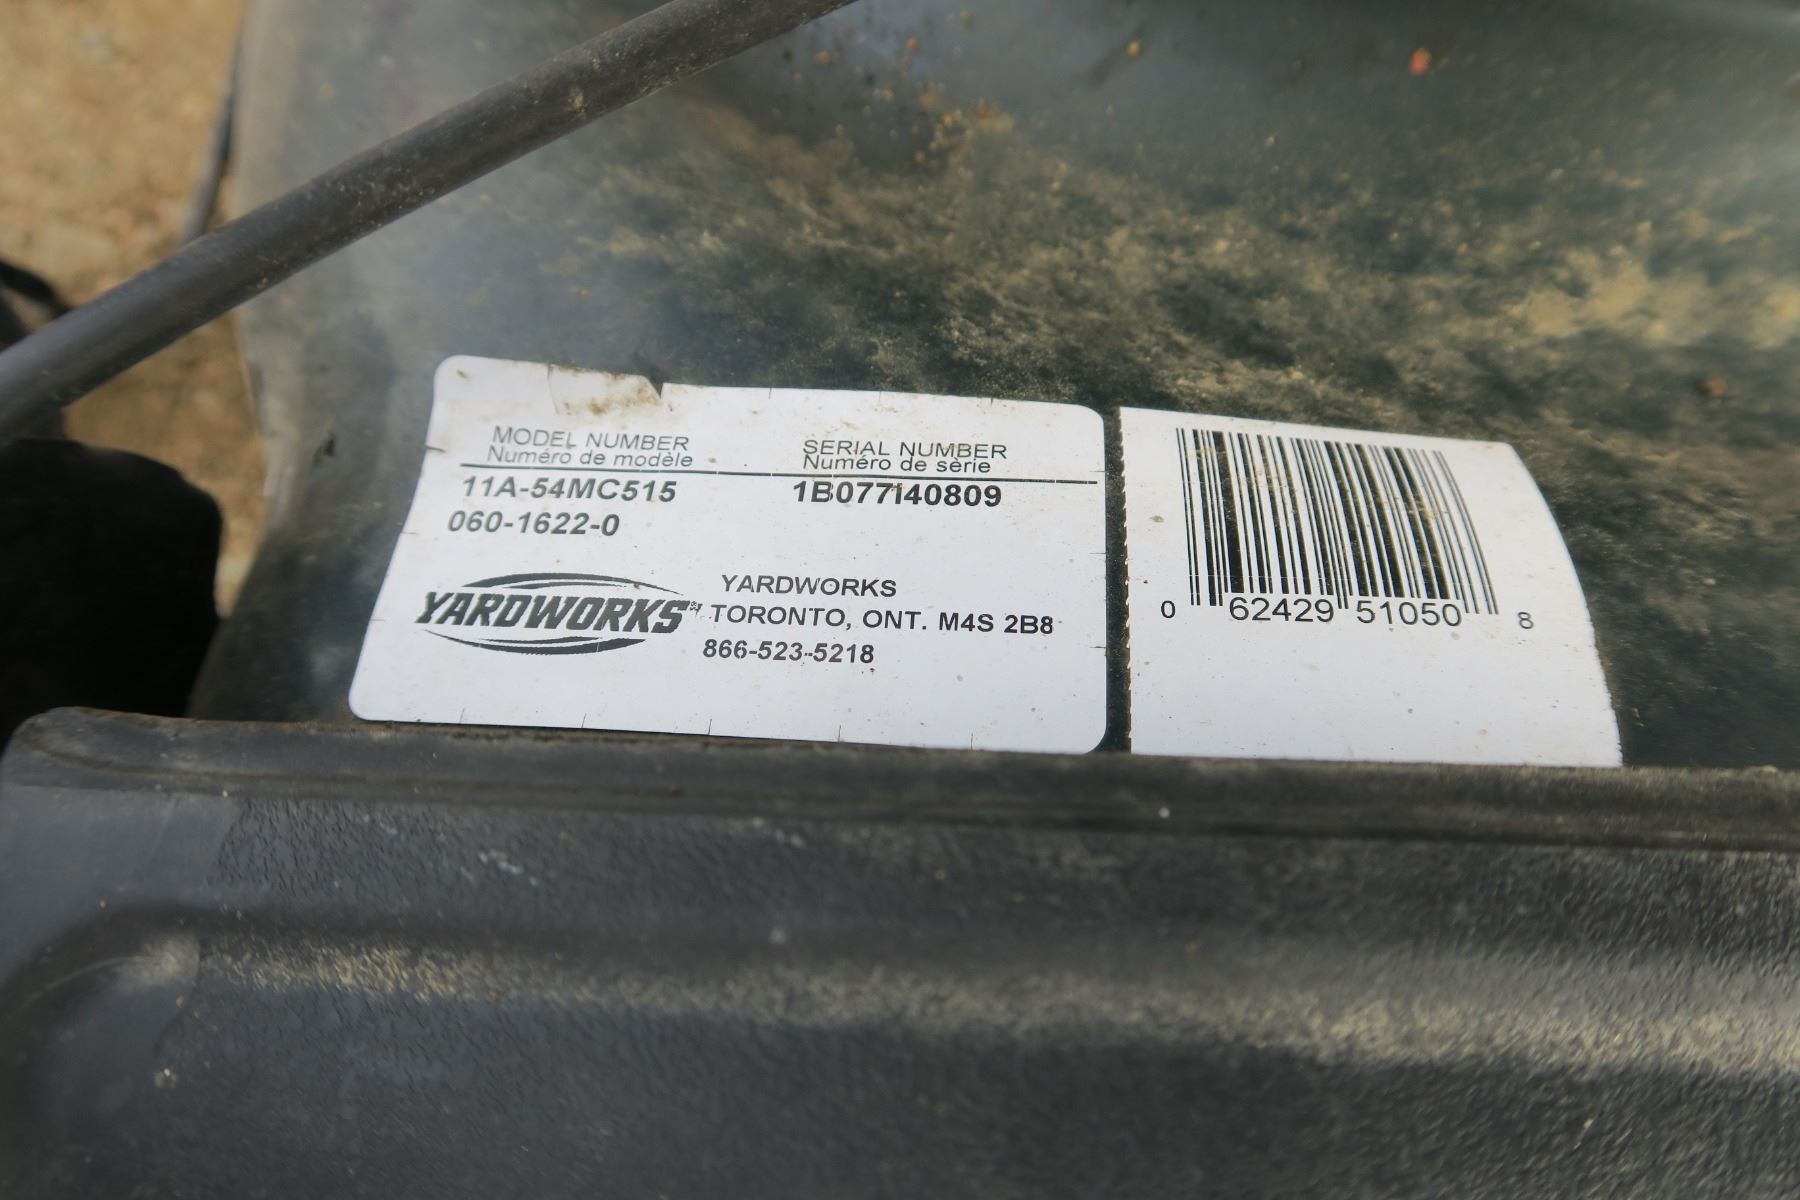 MODEL NUMBER
Numéro de modèle
11A-54MC515
060-1622-0
SERIAL NUMBER
Numéro de série
1B077I40809
YARDWORKS
YARDWORKS
TORONTO, ONT. M4S 2B8
866-523-5218
0 62429 51050 8